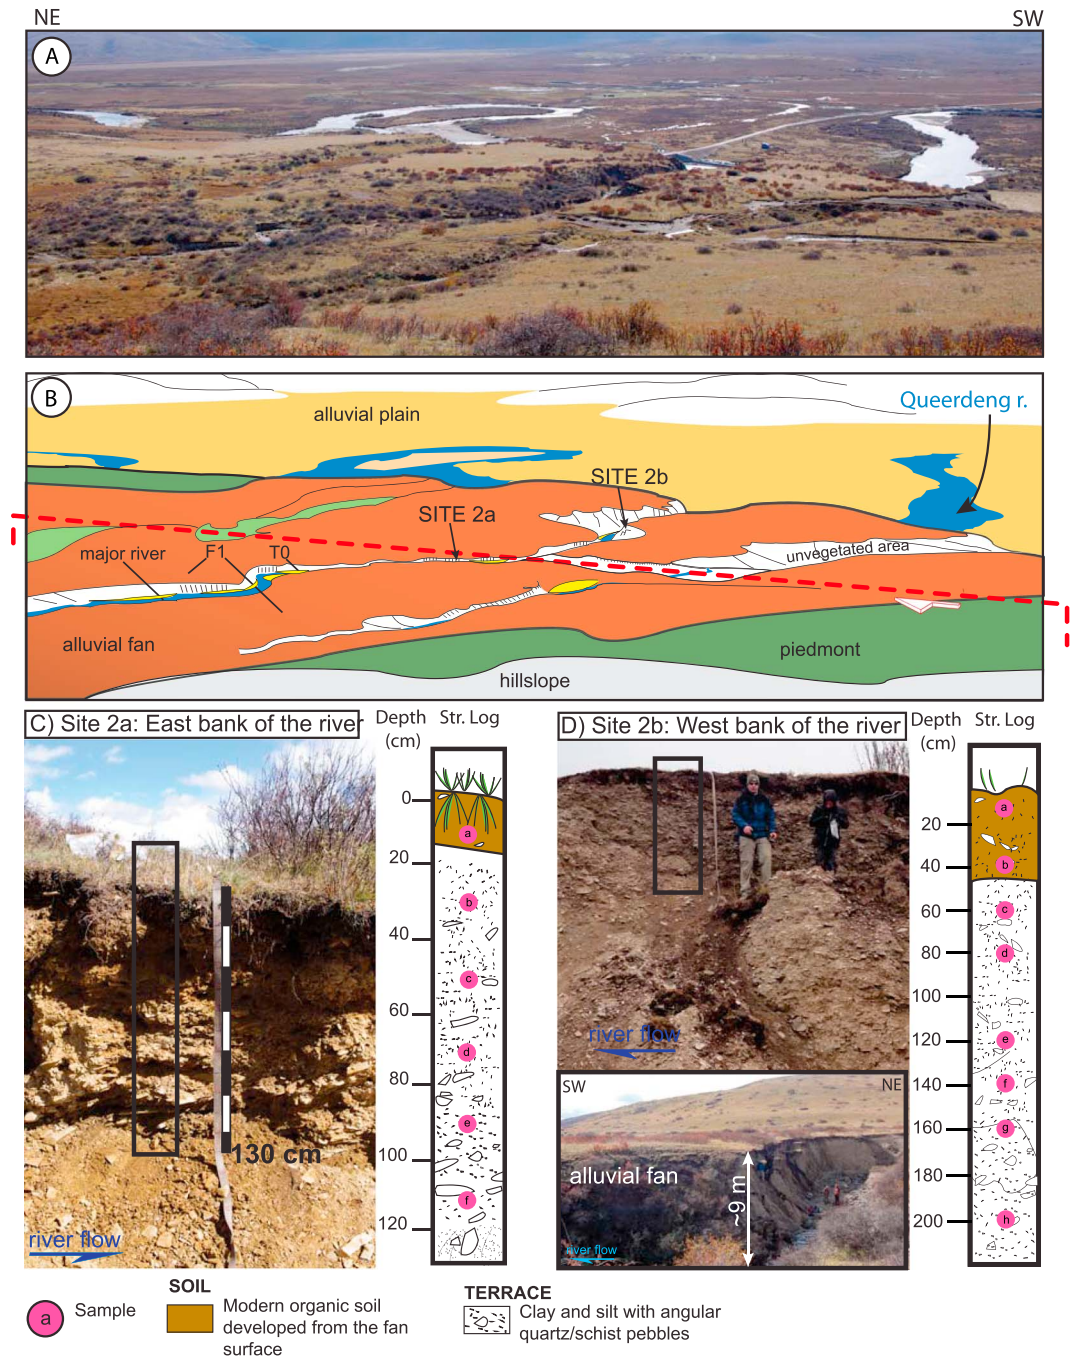 NE
SW
A
B
alluvial plain
Queerdeng r.
SITE 2b
SITE 2a
major river
F1
T0
unvegetated area
alluvial fan
piedmont
hillslope
C) Site 2a: East bank of the river
Depth
(cm)
Str. Log
0
20
40
60
80
100
120
a
b
c
d
e
f
130 cm
river flow
D) Site 2b: West bank of the river
Depth
(cm)
Str. Log
20
40
60
80
100
120
140
160
180
200
a
b
c
d
e
f
g
h
river flow
SW
NE
alluvial fan
~9 m
river flow
a
Sample
SOIL
Modern organic soil
developed from the fan
surface
TERRACE
Clay and silt with angular
quartz/schist pebbles